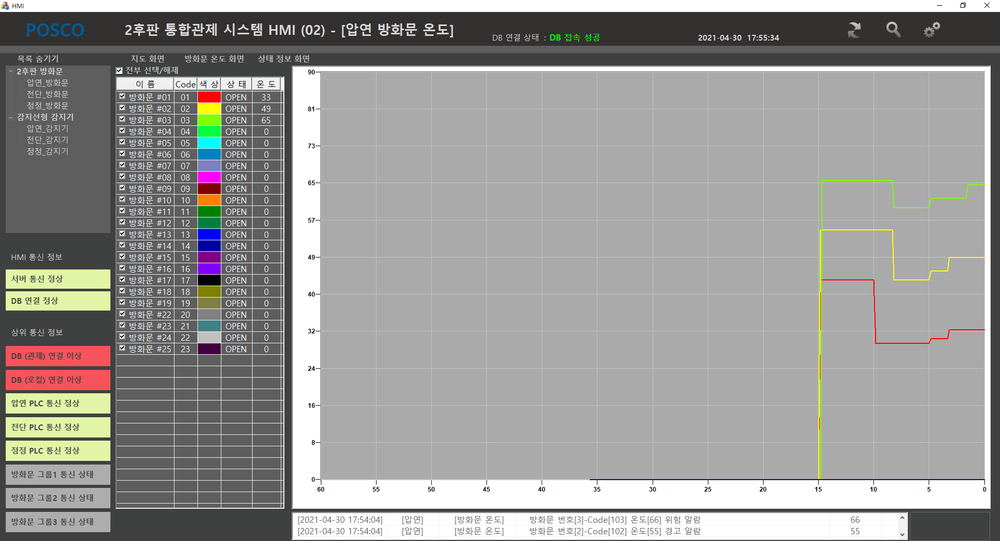 HMI
POSCO
2후판 통합관제 시스템 HMI (02) - [압연 방화문 온도]
DB 연결 상태 : DB 접속 성공
2021-04-30 17:55:34
목록 숨기기
지도 화면 방화문 온도 화면 상태 정보 화면
2후판 방화문
압연_방화문
전단_방화문
정정_방화문
감지선형 감지기
압연_감지기
전단_감지기
정정_감지기
HMI 통신 정보
서버 통신 정상
DB 연결 정상
상위 통신 정보
DB (관제) 연결 이상
DB (로컬) 연결 이상
압연 PLC 통신 정상
전단 PLC 통신 정상
정정 PLC 통신 정상
방화문 그룹1 통신 상태
방화문 그룹2 통신 상태
방화문 그룹3 통신 상태
전부 선택/해제
이 름 Code 색 상 상 태 온 도
방화문 #01 01 OPEN 33
방화문 #02 02 OPEN 49
방화문 #03 03 OPEN 65
방화문 #04 04 OPEN 0
방화문 #05 05 OPEN 0
방화문 #06 06 OPEN 0
방화문 #07 07 OPEN 0
방화문 #08 08 OPEN 0
방화문 #09 09 OPEN 0
방화문 #10 10 OPEN 0
방화문 #11 11 OPEN 0
방화문 #12 12 OPEN 0
방화문 #13 13 OPEN 0
방화문 #14 14 OPEN 0
방화문 #15 15 OPEN 0
방화문 #16 16 OPEN 0
방화문 #17 17 OPEN 0
방화문 #18 18 OPEN 0
방화문 #19 19 OPEN 0
방화문 #22 20 OPEN 0
방화문 #23 21 OPEN 0
방화문 #24 22 OPEN 0
방화문 #25 23 OPEN 0
90
81
73
65
57
49
40
32
24
16
8
0
60 55 50 45 40 35 30 25 20 15 10 5 0
[2021-04-30 17:54:04] [압연] [방화문 온도] 방화문 번호[3]-Code[103] 온도[66] 위험 알람 66
[2021-04-30 17:54:04] [압연] [방화문 온도] 방화문 번호[2]-Code[102] 온도[55] 경고 알람 55